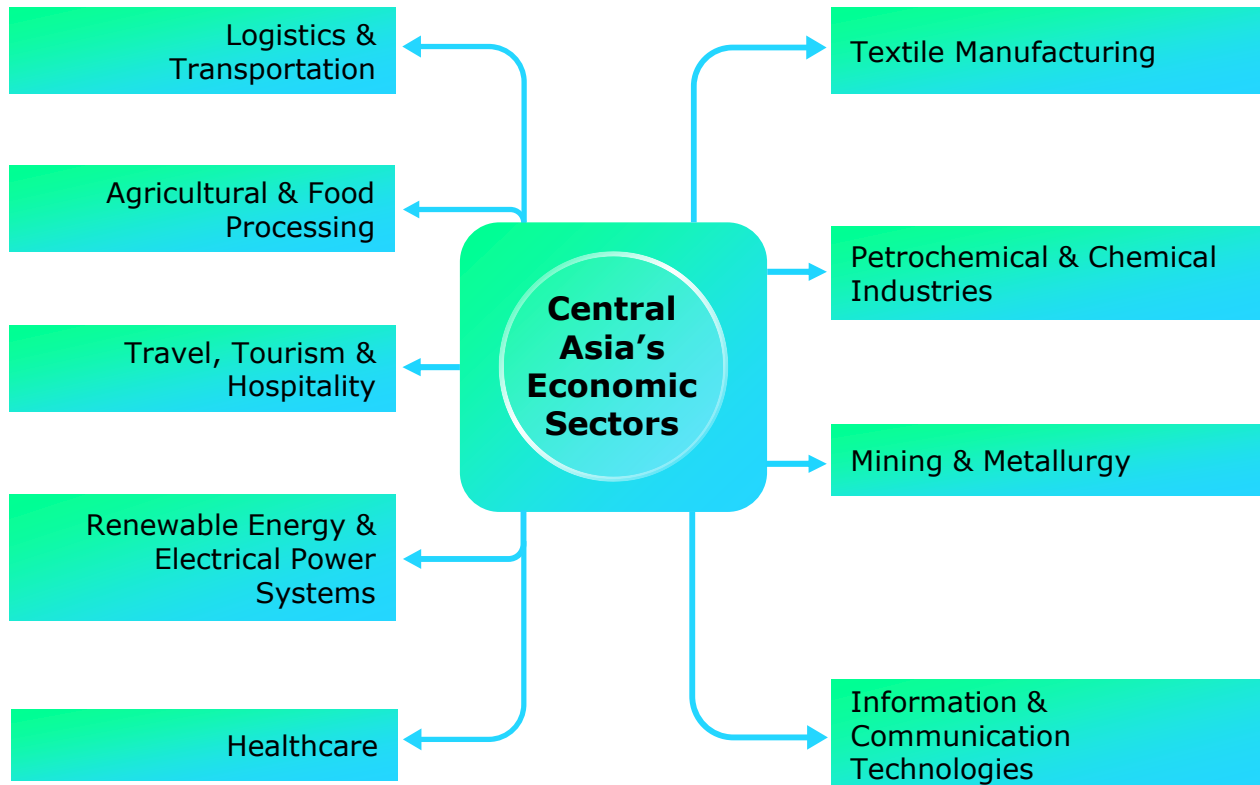 Logistics &
Transportation
Agricultural & Food
Processing
Travel, Tourism &
Hospitality
Renewable Energy &
Electrical Power
Systems
Healthcare
Central
Asia’s
Economic
Sectors
Textile Manufacturing
Petrochemical & Chemical
Industries
Mining & Metallurgy
Information &
Communication
Technologies